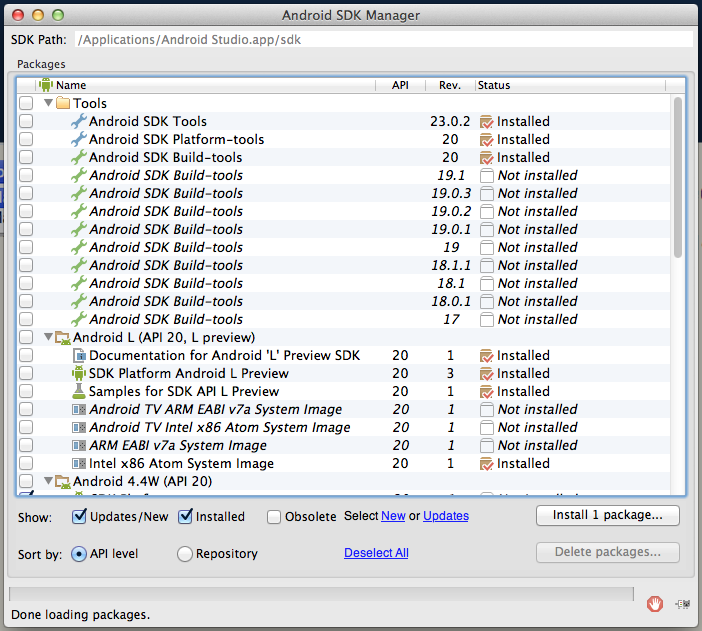 Android SDK Manager
SDK Path: /Applications/Android Studio.app/sdk
Packages
Name API Rev. Status
Tools
Android SDK Tools 23.0.2 Installed
Android SDK Platform-tools 20 Installed
Android SDK Build-tools 20 Installed
Android SDK Build-tools 19.1 Not installed
Android SDK Build-tools 19.0.3 Not installed
Android SDK Build-tools 19.0.2 Not installed
Android SDK Build-tools 19.0.1 Not installed
Android SDK Build-tools 19 Not installed
Android SDK Build-tools 18.1.1 Not installed
Android SDK Build-tools 18.1 Not installed
Android SDK Build-tools 18.0.1 Not installed
Android SDK Build-tools 17 Not installed
Android L (API 20, L preview)
Documentation for Android 'L' Preview SDK 20 1 Installed
SDK Platform Android L Preview 20 3 Installed
Samples for SDK API L Preview 20 1 Installed
Android TV ARM EABI v7a System Image 20 1 Not installed
Android TV Intel x86 Atom System Image 20 1 Not installed
ARM EABI v7a System Image 20 1 Not installed
Intel x86 Atom System Image 20 1 Installed
Android 4.4W (API 20)
Show: Updates/New Installed Obsolete Select New or Updates Install 1 package...
Sort by: API level Repository Deselect All Delete packages...
Done loading packages.